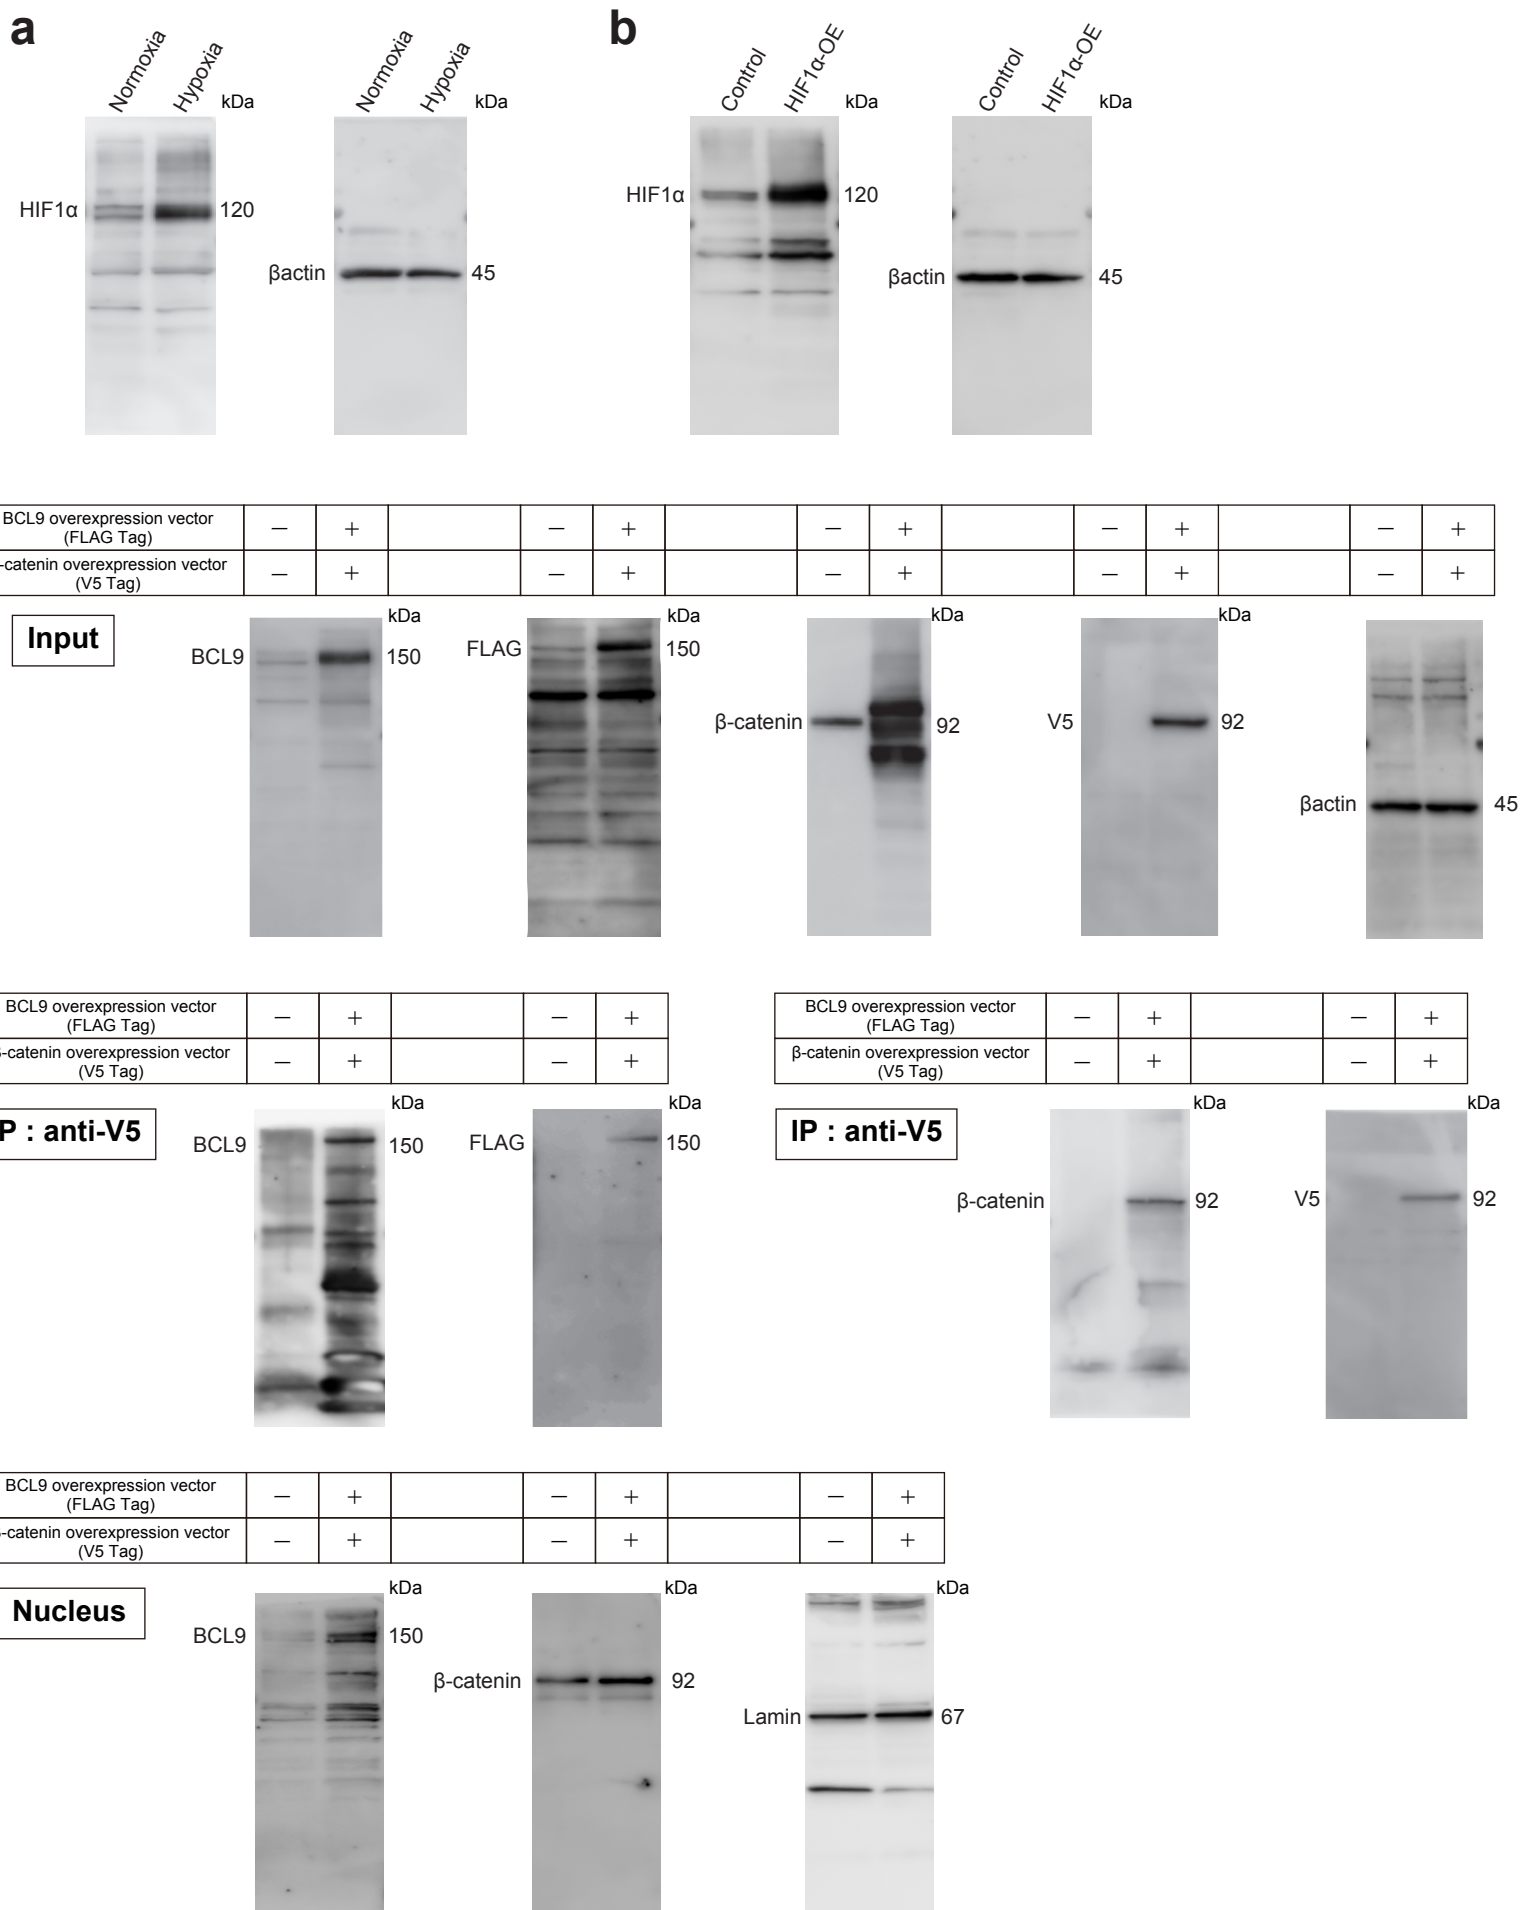 a
Normoxia
Hypoxia
kDa
HIF1α
120
Normoxia
Hypoxia
kDa
βactin
45
b
Control
HIF1α-OE
kDa
HIF1α
120
Control
HIF1α-OE
kDa
βactin
45
BCL9 overexpression vector
(FLAG Tag)
— + — + — + — + — +
-catenin overexpression vector
(V5 Tag)
— + — + — + — + — +
Input
kDa
BCL9
150
kDa
FLAG
150
kDa
β-catenin
92
kDa
V5
92
βactin
45
BCL9 overexpression vector
(FLAG Tag)
— + — +
-catenin overexpression vector
(V5 Tag)
— + — +
P : anti-V5
kDa
BCL9
150
kDa
FLAG
150
BCL9 overexpression vector
(FLAG Tag)
— + — +
β-catenin overexpression vector
(V5 Tag)
— + — +
IP : anti-V5
kDa
β-catenin
92
kDa
V5
92
BCL9 overexpression vector
(FLAG Tag)
— + — + — +
-catenin overexpression vector
(V5 Tag)
— + — + — +
Nucleus
kDa
BCL9
150
kDa
β-catenin
92
kDa
Lamin
67